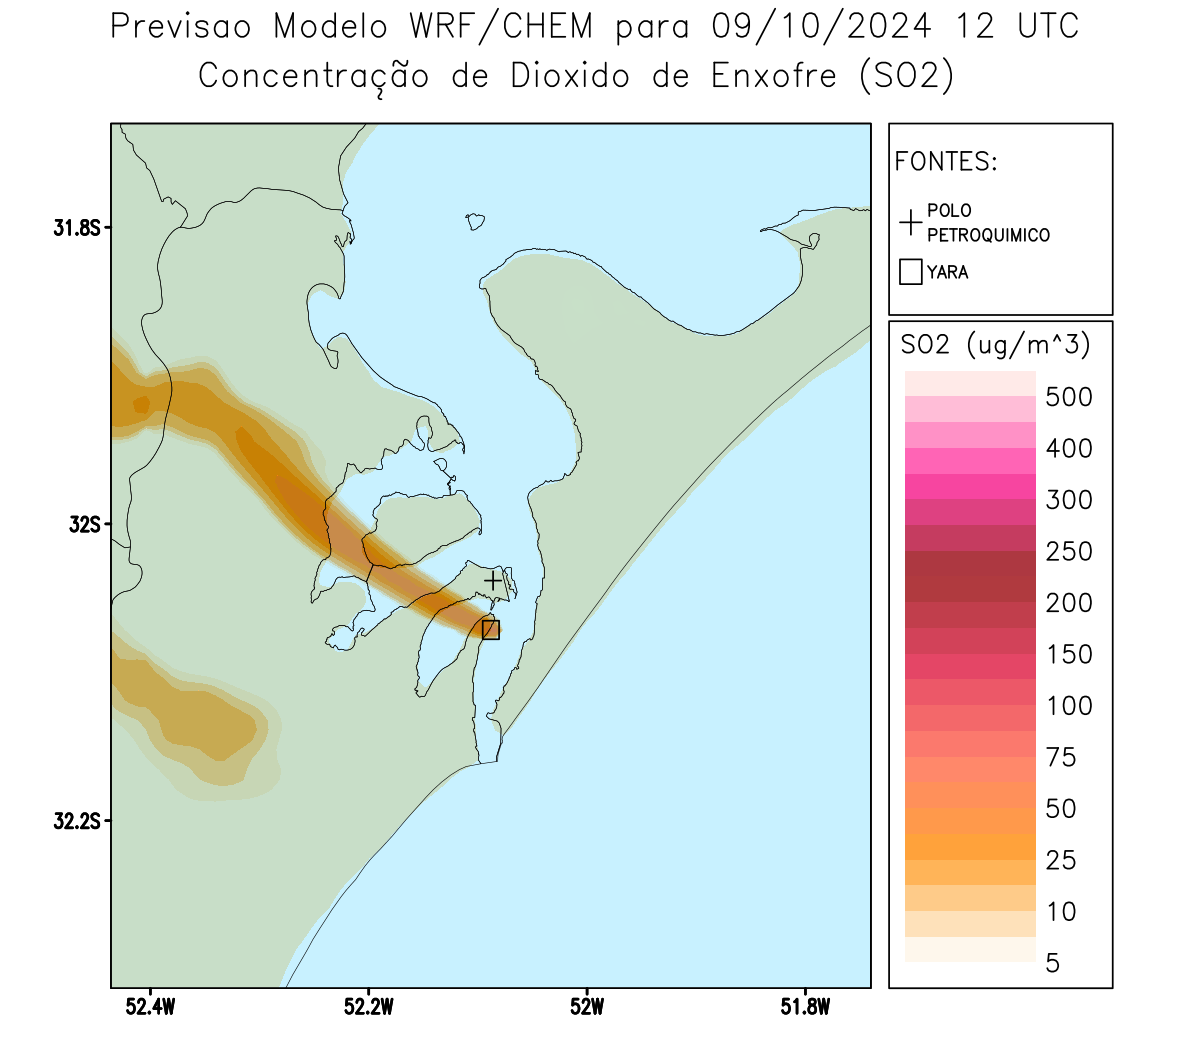 Previsao Modelo WRF/CHEM para 09/10/2024 12 UTC
Concentração de Dioxido de Enxofre (SO2)
FONTES:
POLO
PETROQUIMICO
YARA
SO2 (ug/m^3)
500
400
300
250
200
150
100
75
50
25
10
5
31.8S
32S
32.2S
52.4W
52.2W
52W
51.8W